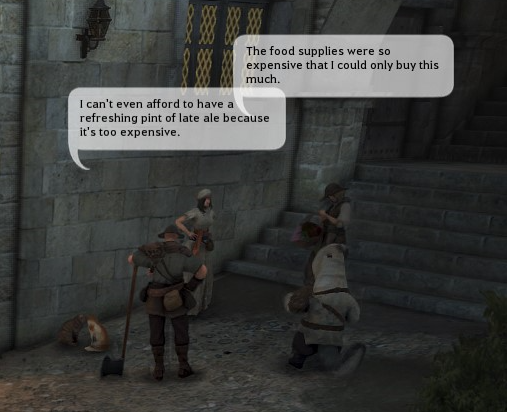 The food supplies were so
expensive that I could only buy this
much.
I can't even afford to have a
refreshing pint of late ale because
it's too expensive.